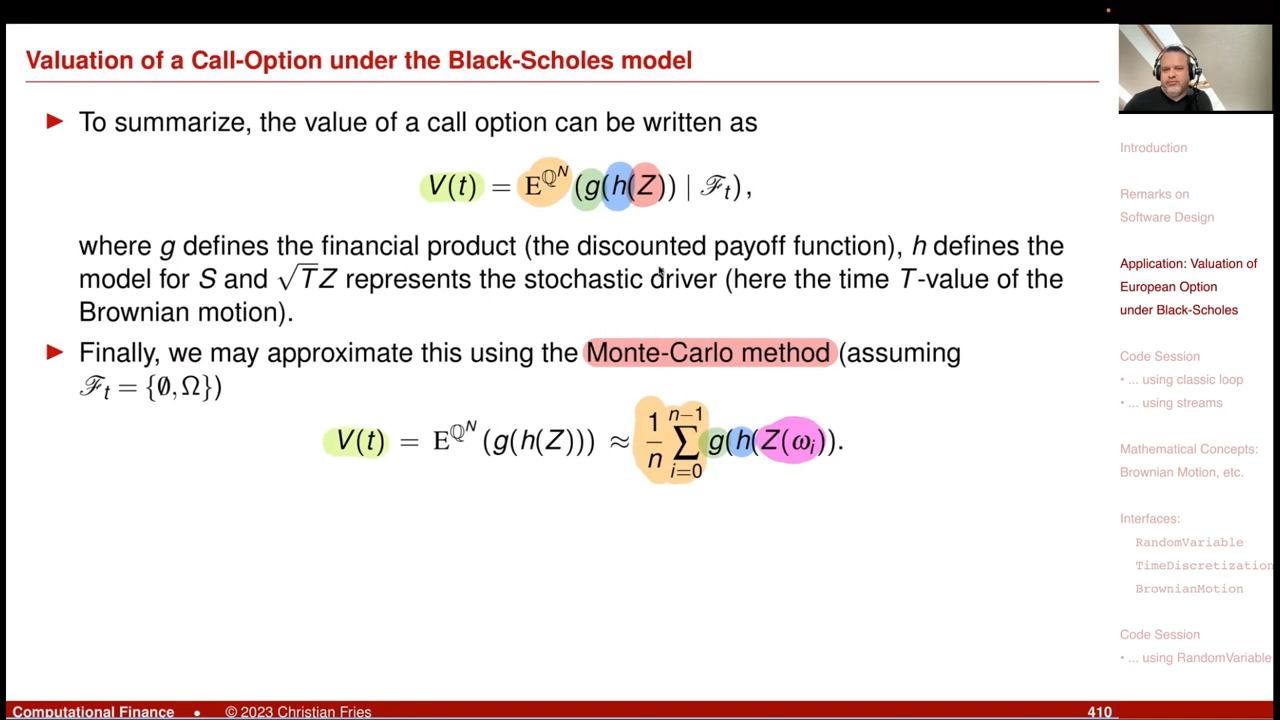 Valuation of a Call-Option under the Black-Scholes model
▶ To summarize, the value of a call option can be written as
V(t) = E^{ℚ^N} (g(h(Z)) | ℱ_t),
where g defines the financial product (the discounted payoff function), h defines the
model for S and √T Z represents the stochastic driver (here the time T-value of the
Brownian motion).
▶ Finally, we may approximate this using the Monte-Carlo method (assuming
ℱ_t = {∅, Ω})
V(t) = E^{ℚ^N} (g(h(Z))) ≈ \frac{1}{n} ∑_{i=0}^{n−1} g(h(Z(ω_i)).
Introduction
Remarks on
Software Design
Application: Valuation of
European Option
under Black-Scholes
Code Session
• ... using classic loop
• ... using streams
Mathematical Concepts:
Brownian Motion, etc.
Interfaces:
RandomVariable
TimeDiscretization
BrownianMotion
Code Session
• ... using RandomVariable
Computational Finance • © 2023 Christian Fries 410